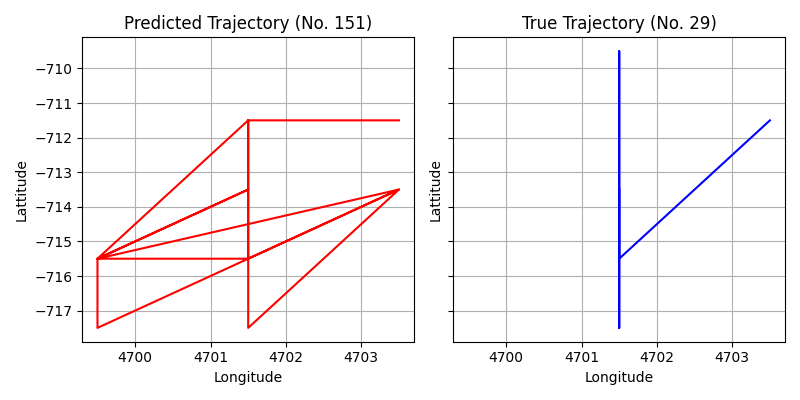 Predicted Trajectory (No. 151)
True Trajectory (No. 29)
Lattitude
−710
−711
−712
−713
−714
−715
−716
−717
4700
4701
4702
4703
Longitude
Lattitude
4700
4701
4702
4703
Longitude